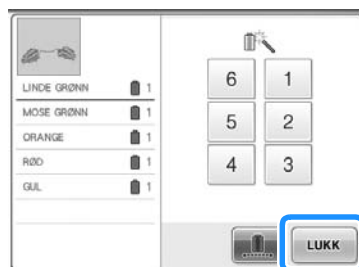 LINDE GRØNN 1
MOSE GRØNN 1
ORANGE 1
RØD 1
GUL 1
6 1
5 2
4 3
LUKK